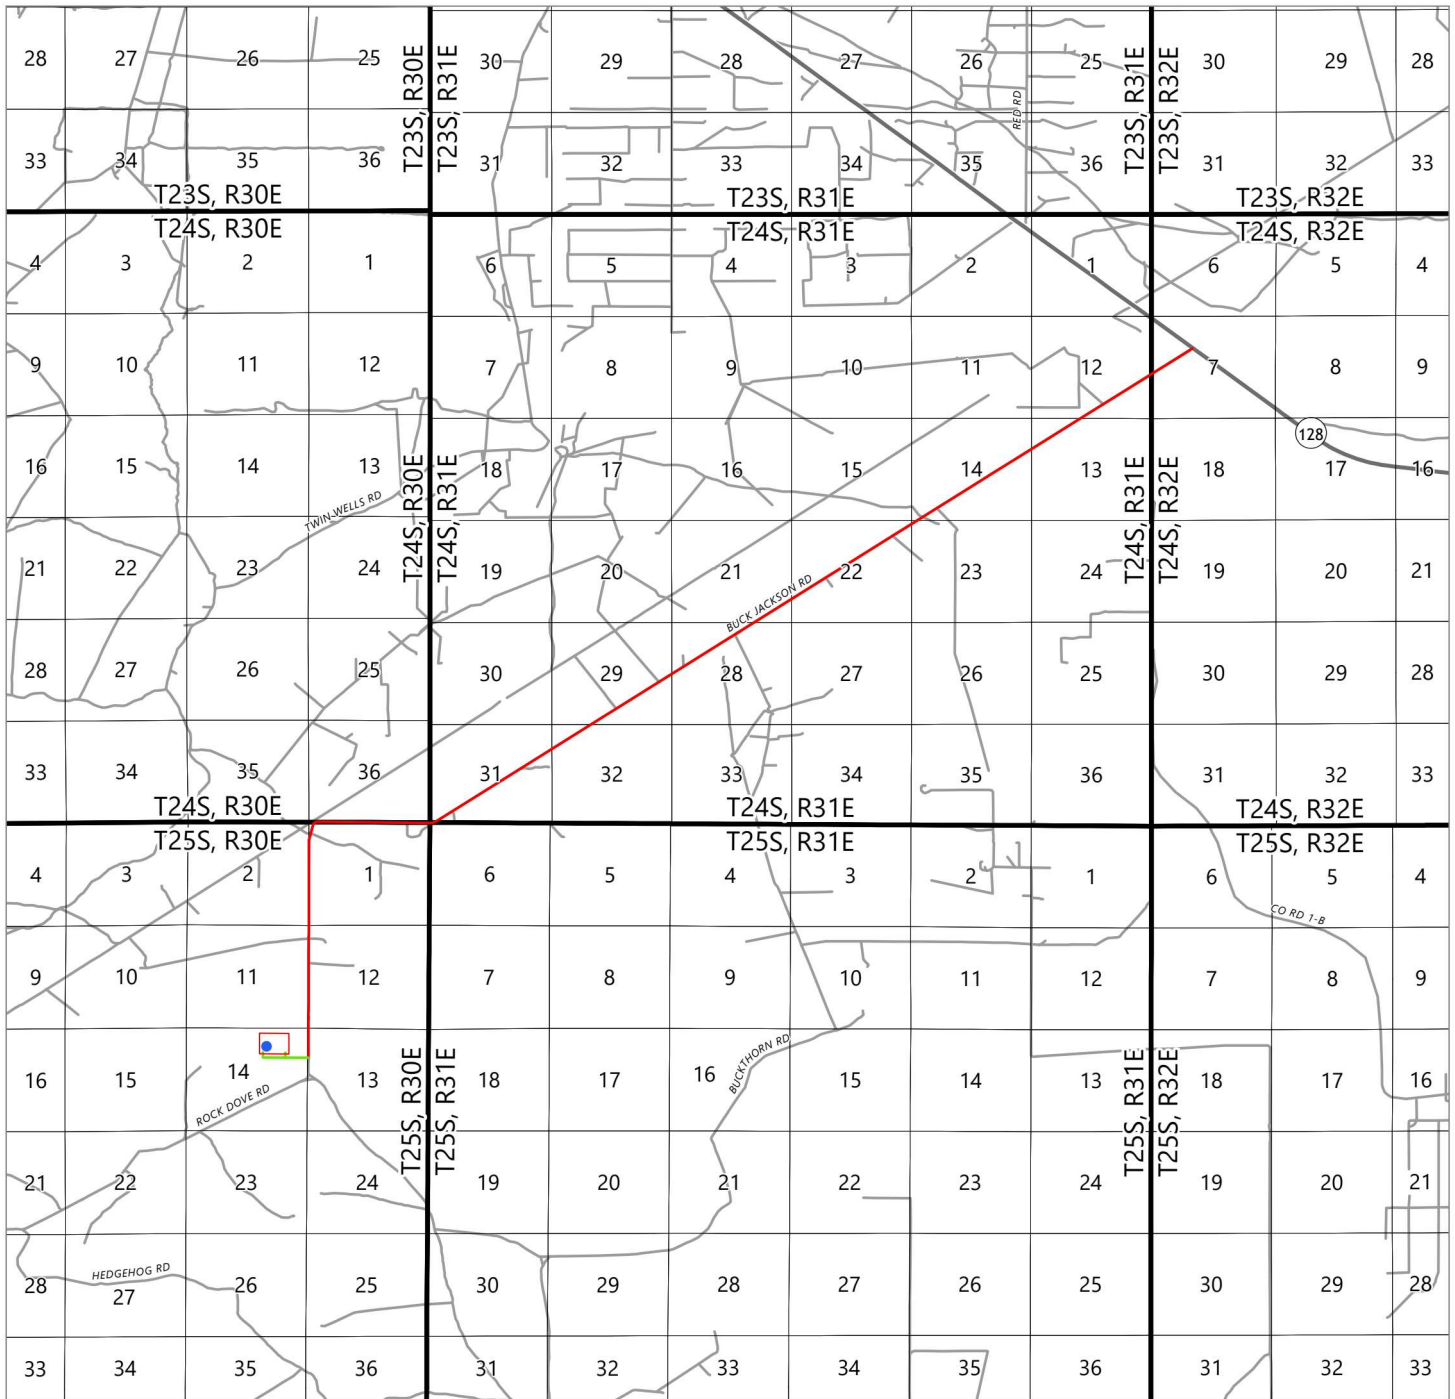 28 27 26 25 30 29 28 27 26 25 30 29 28
T23S, R30E
T23S, R31E
T23S, R31E
T23S, R32E
RED RD
33 34 35 36 31 32 33 34 35 36 31 32 33
T23S, R30E T23S, R31E T23S, R32E
T24S, R30E T24S, R31E T24S, R32E
4 3 2 1 6 5 4 3 2 1 6 5 4
9 10 11 12 7 8 9 10 11 12 7 8 9
128
16 15 14 13 18 17 16 15 14 13 18 17 16
TWIN WELLS RD
T24S, R30E
T24S, R31E
T24S, R31E
T24S, R32E
21 22 23 24 19 20 21 22 23 24 19 20 21
BUCK JACKSON RD
28 27 26 25 30 29 28 27 26 25 30 29 28
33 34 35 36 31 32 33 34 35 36 31 32 33
T24S, R30E T24S, R31E T24S, R32E
T25S, R30E T25S, R31E T25S, R32E
4 3 2 1 6 5 4 3 2 1 6 5 4
CO RD 1-B
9 10 11 12 7 8 9 10 11 12 7 8 9
BUCKTHORN RD
16 15 14 13 18 17 16 15 14 13 18 17 16
ROCK DOVE RD
T25S, R30E
T25S, R31E
T25S, R31E
T25S, R32E
21 22 23 24 19 20 21 22 23 24 19 20 21
HEDGEHOG RD
28 27 26 25 30 29 28 27 26 25 30 29 28
33 34 35 36 31 32 33 34 35 36 31 32 33